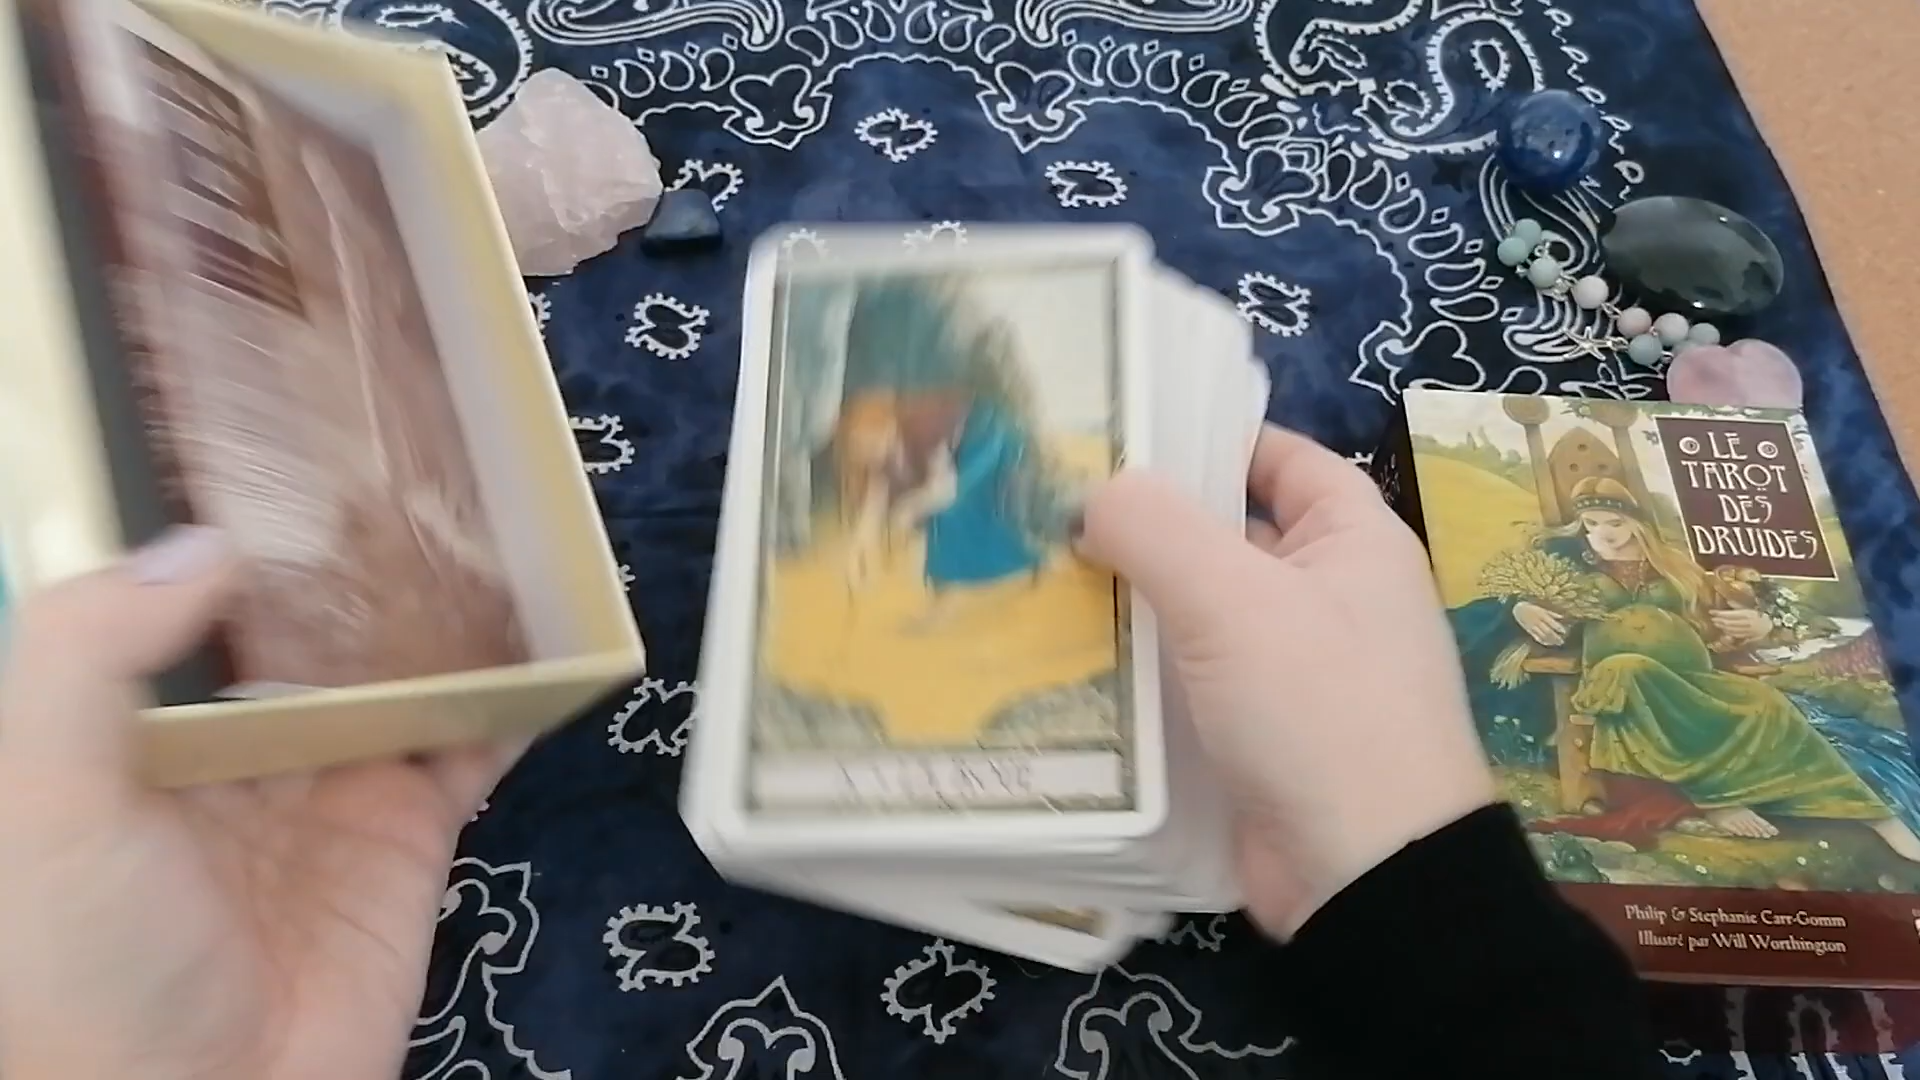 LE
TAROT
DES
DRUIDES
Philip & Stephanie Carr-Gomm
Illustré par Will Worthington